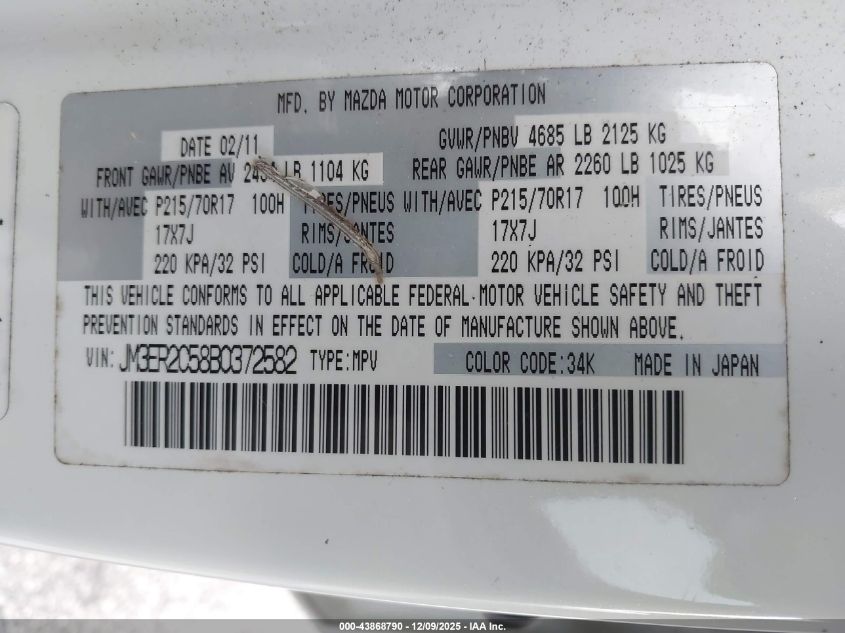 MFD. BY MAZDA MOTOR CORPORATION
DATE 02/11 GVWR/PNBV 4685 LB 2125 KG
FRONT GAWR/PNBE AV LB 1104 KG REAR GAWR/PNBE AR 2260 LB 1025 KG
WITH/AVEC P215/70R17 100H TIRES/PNEUS WITH/AVEC P215/70R17 100H TIRES/PNEUS
17X7J RIMS/JANTES 17X7J RIMS/JANTES
220 KPA/32 PSI COLD/A FROID 220 KPA/32 PSI COLD/A FROID
THIS VEHICLE CONFORMS TO ALL APPLICABLE FEDERAL MOTOR VEHICLE SAFETY AND THEFT
PREVENTION STANDARDS IN EFFECT ON THE DATE OF MANUFACTURE SHOWN ABOVE.
VIN: JM3ER2C58B0372582 TYPE:MPV COLOR CODE:34K MADE IN JAPAN
000-43868790 - 12/09/2025 - IAA Inc.